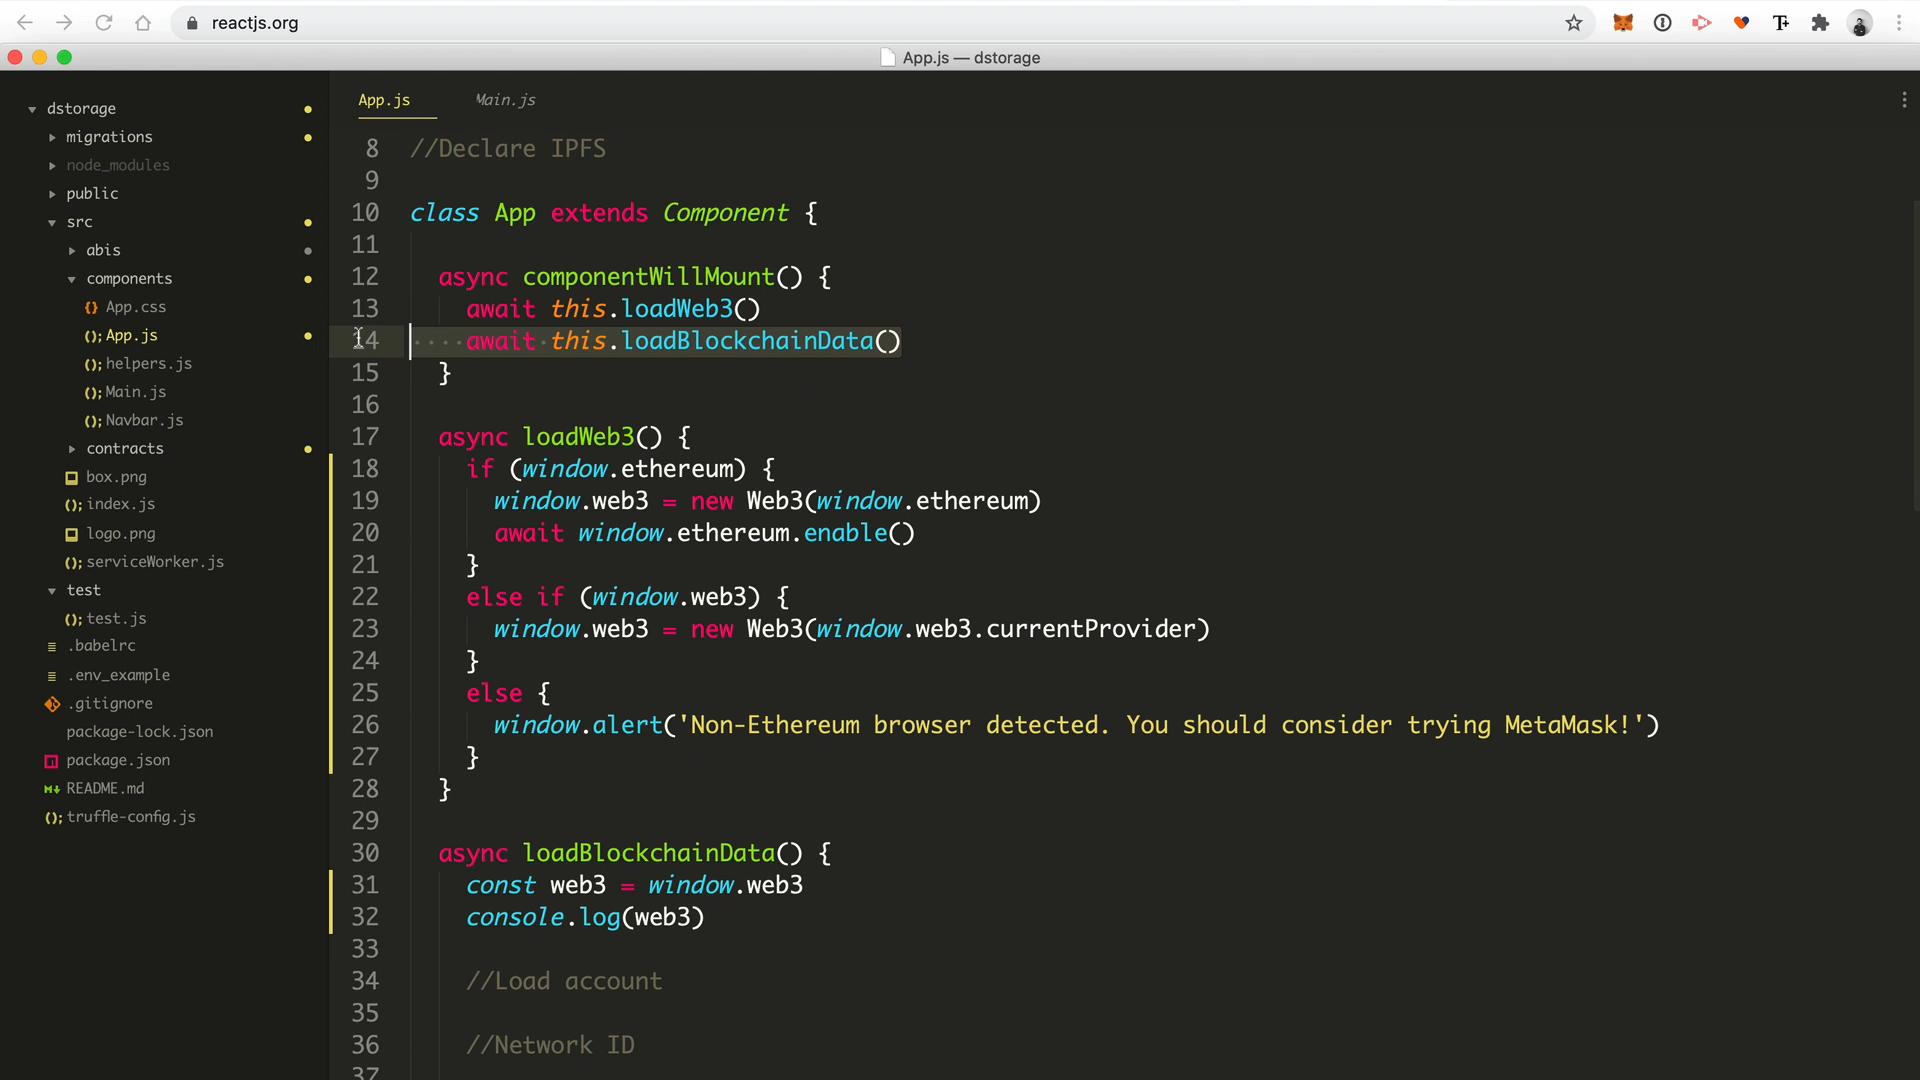 reactjs.org
App.js — dstorage
dstorage
migrations
node_modules
public
src
abis
components
App.css
App.js
helpers.js
Main.js
Navbar.js
contracts
box.png
index.js
logo.png
serviceWorker.js
test
test.js
.babelrc
.env_example
.gitignore
package-lock.json
package.json
README.md
truffle-config.js
App.js Main.js
8 //Declare IPFS
9
10 class App extends Component {
11
12 async componentWillMount() {
13 await this.loadWeb3()
14 await this.loadBlockchainData()
15 }
16
17 async loadWeb3() {
18 if (window.ethereum) {
19 window.web3 = new Web3(window.ethereum)
20 await window.ethereum.enable()
21 }
22 else if (window.web3) {
23 window.web3 = new Web3(window.web3.currentProvider)
24 }
25 else {
26 window.alert('Non-Ethereum browser detected. You should consider trying MetaMask!')
27 }
28 }
29
30 async loadBlockchainData() {
31 const web3 = window.web3
32 console.log(web3)
33
34 //Load account
35
36 //Network ID
37